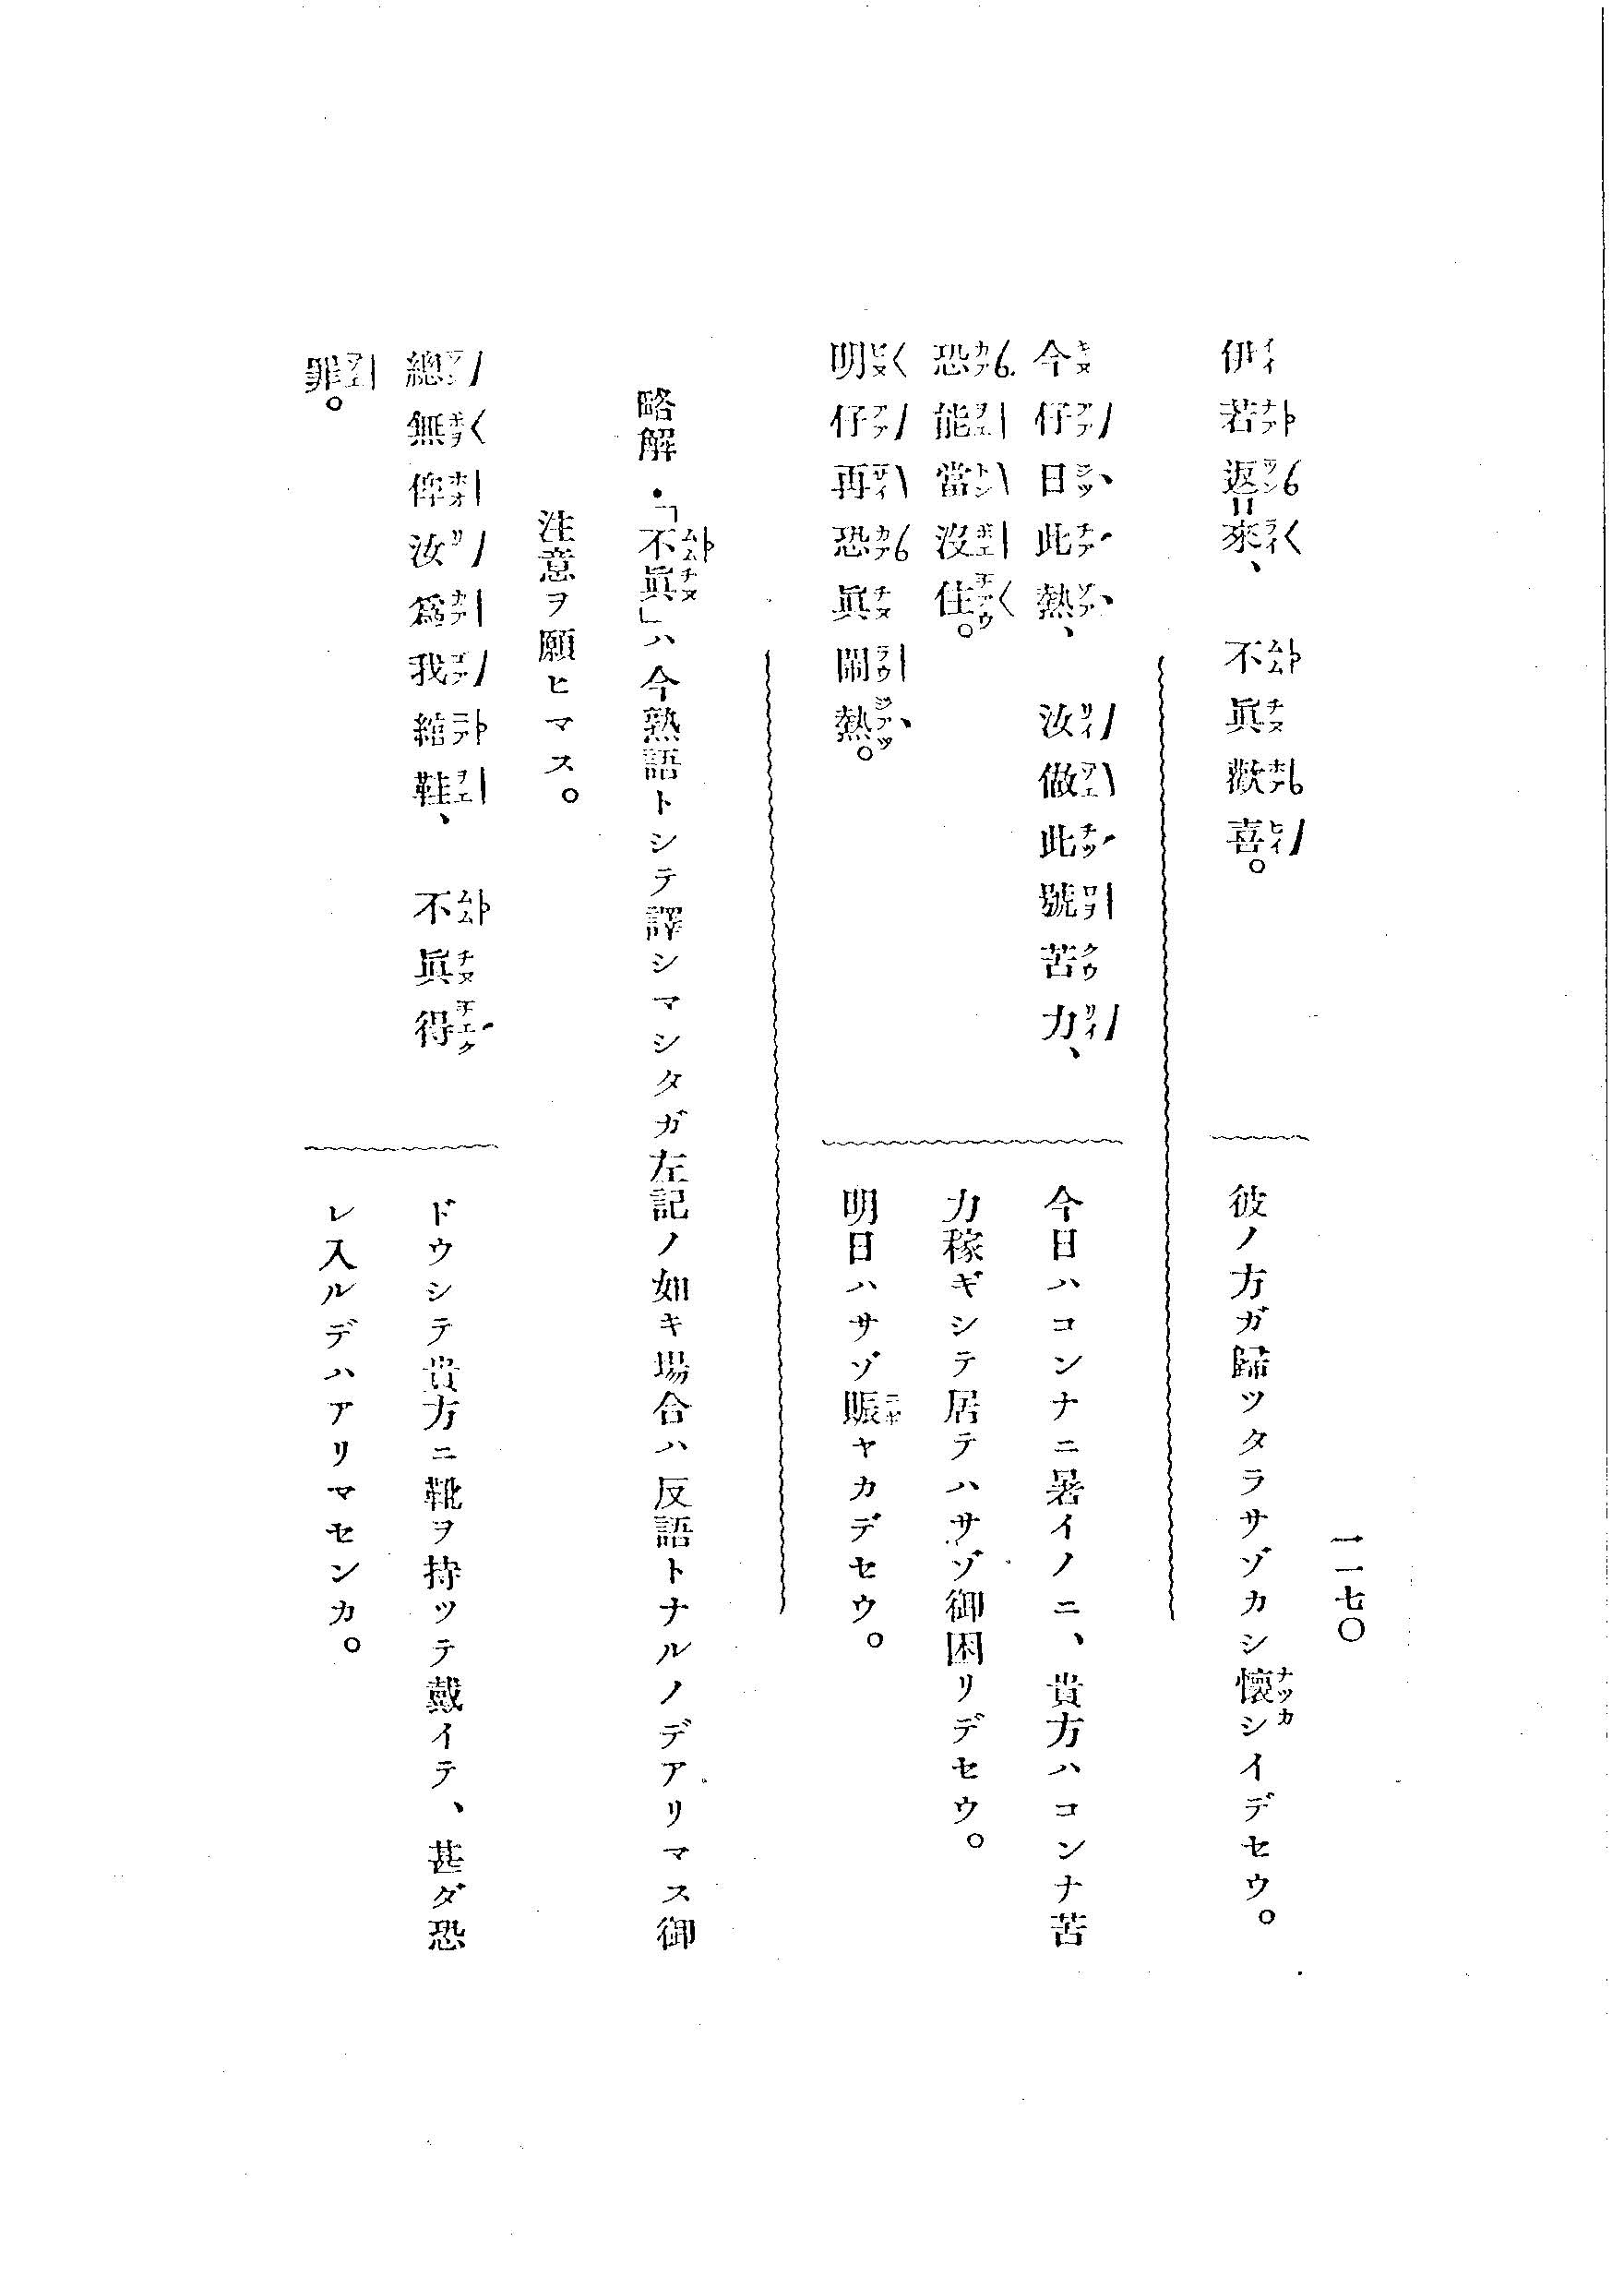 一一七〇
伊若返來、 不眞歡喜。
彼ノ方ガ歸ツタラサゾカシ懷シイデセウ。
今仔日此熱、 汝做此號苦力、
恐能當沒住。
今日ハコンナニ暑イノニ、貴方ハコンナ苦
力稼ギシテ居テハサゾ御困リデセウ。
明仔再恐眞鬧熱。
明日ハサゾ賑ヤカデセウ。
略解・「不眞」ハ今熟語トシテ譯シマシタガ左記ノ如キ場合ハ反語トナルノデアリマス御
注意ヲ願ヒマス。
總無俾汝爲我綰鞋、 不眞得
罪。
ドウシテ貴方ニ靴ヲ持ツテ戴イテ、甚ダ恐
レ入ルデハアリマセンカ。